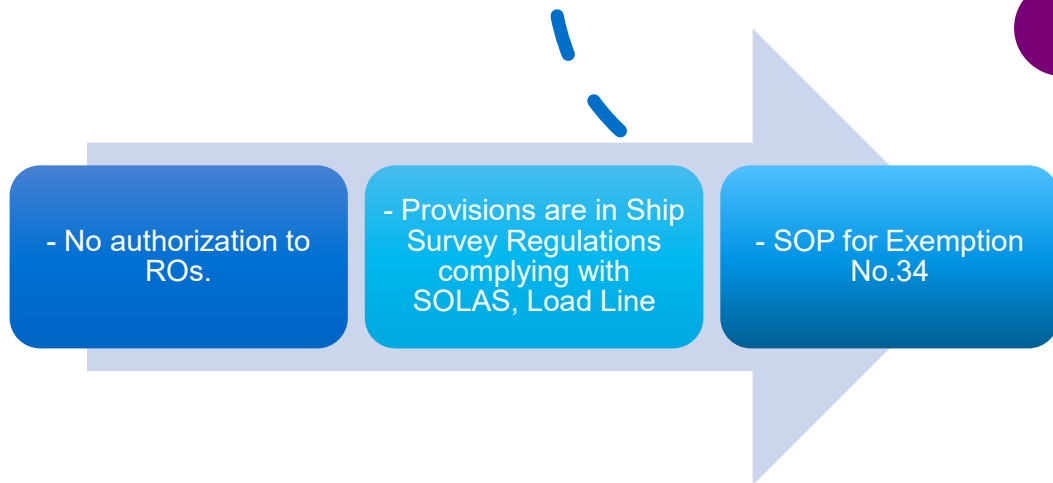 - No authorization to
ROs.
- Provisions are in Ship
Survey Regulations
complying with
SOLAS, Load Line
- SOP for Exemption
No.34